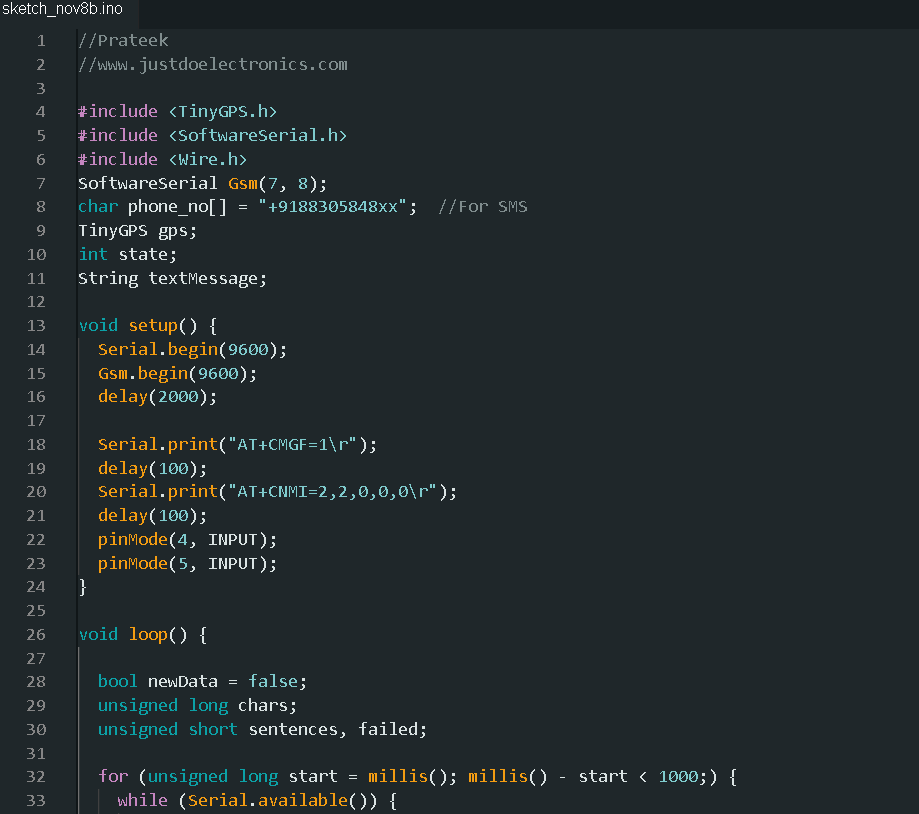 sketch_nov8b.ino
1 //Prateek
2 //www.justdoelectronics.com
3
4 #include <TinyGPS.h>
5 #include <SoftwareSerial.h>
6 #include <Wire.h>
7 SoftwareSerial Gsm(7, 8);
8 char phone_no[] = "+9188305848xx";  //For SMS
9 TinyGPS gps;
10 int state;
11 String textMessage;
12
13 void setup() {
14   Serial.begin(9600);
15   Gsm.begin(9600);
16   delay(2000);
17
18   Serial.print("AT+CMGF=1\r");
19   delay(100);
20   Serial.print("AT+CNMI=2,2,0,0,0\r");
21   delay(100);
22   pinMode(4, INPUT);
23   pinMode(5, INPUT);
24 }
25
26 void loop() {
27
28   bool newData = false;
29   unsigned long chars;
30   unsigned short sentences, failed;
31
32   for (unsigned long start = millis(); millis() - start < 1000;) {
33     while (Serial.available()) {